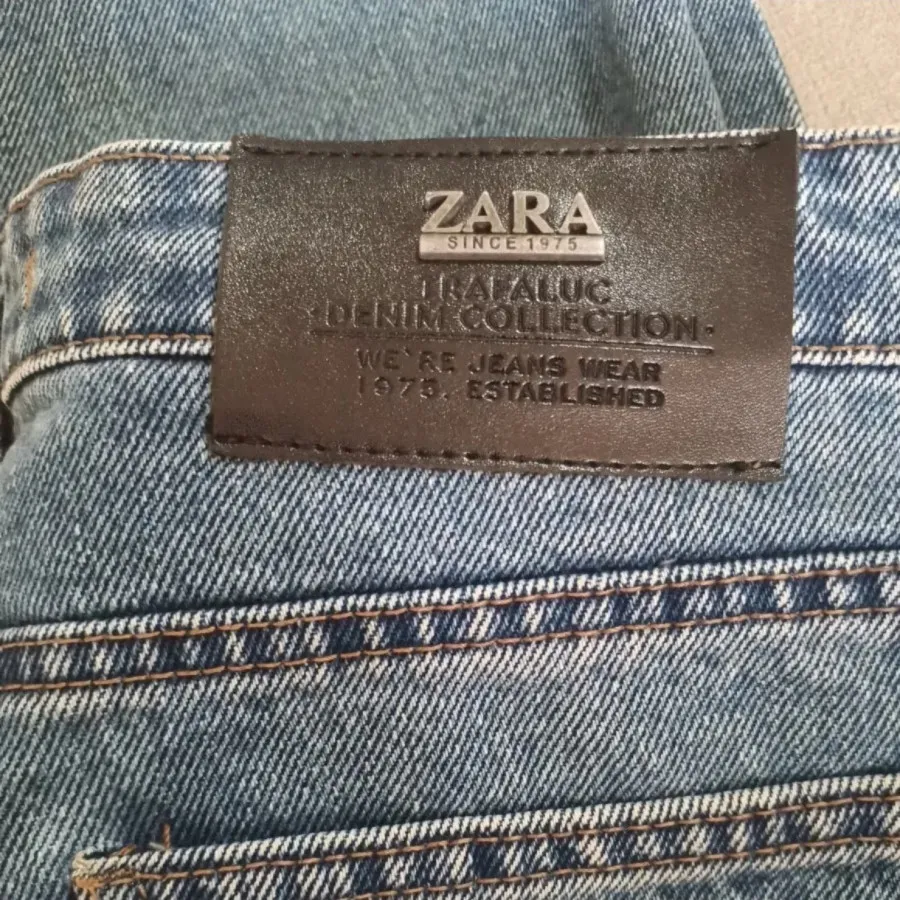 ZARA
SINCE 1975
TRAFALUC
·DENIM COLLECTION·
WE'RE JEANS WEAR
1975. ESTABLISHED